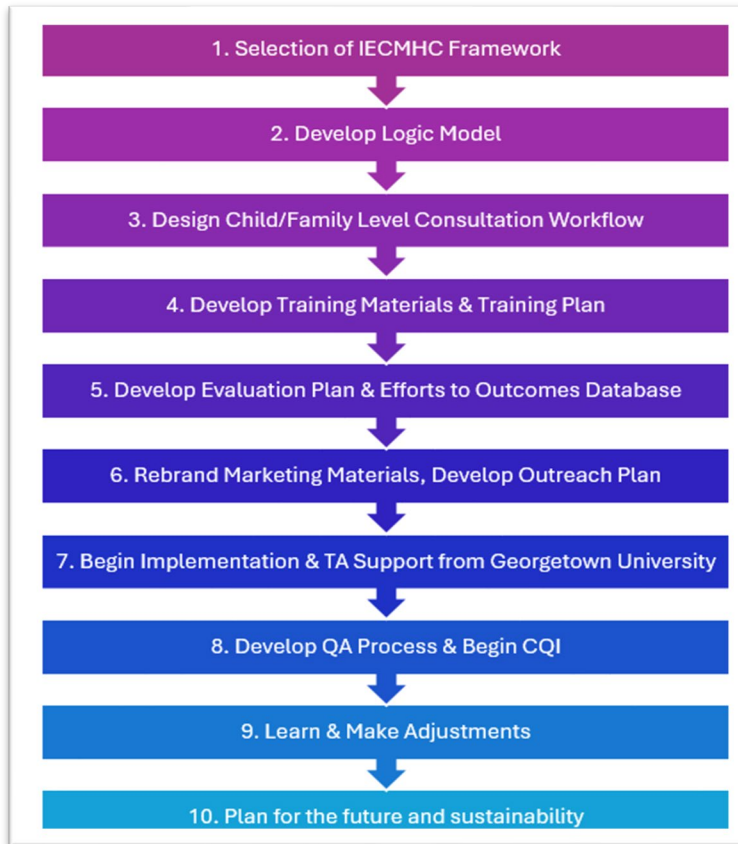 1. Selection of IECMHC Framework
2. Develop Logic Model
3. Design Child/Family Level Consultation Workflow
4. Develop Training Materials & Training Plan
5. Develop Evaluation Plan & Efforts to Outcomes Database
6. Rebrand Marketing Materials, Develop Outreach Plan
7. Begin Implementation & TA Support from Georgetown University
8. Develop QA Process & Begin CQI
9. Learn & Make Adjustments
10. Plan for the future and sustainability